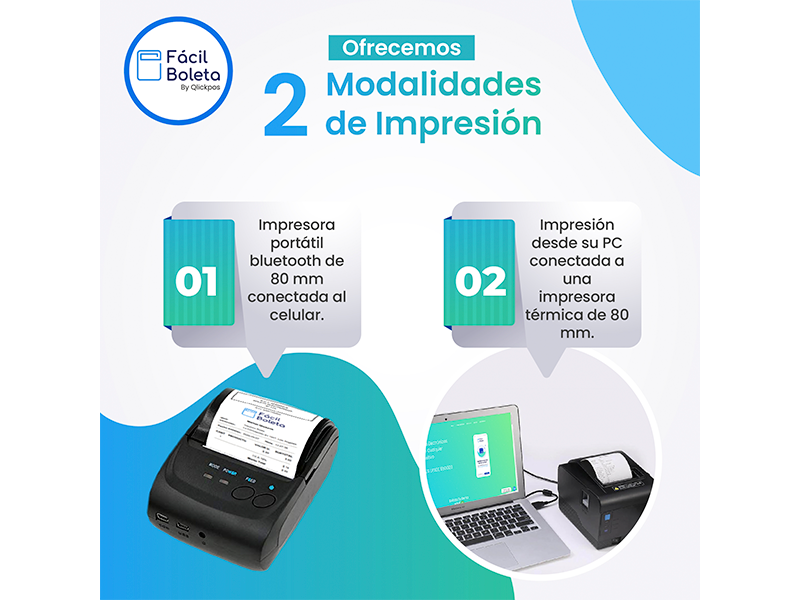 Fácil
Boleta
By Qlickpos
Ofrecemos
2
Modalidades
de Impresión
01
Impresora
portátil
bluetooth de
80 mm
conectada al
celular.
02
Impresión
desde su PC
conectada a
una
impresora
térmica de 80
mm.
Fácil
Boleta
MODE POWER FEED